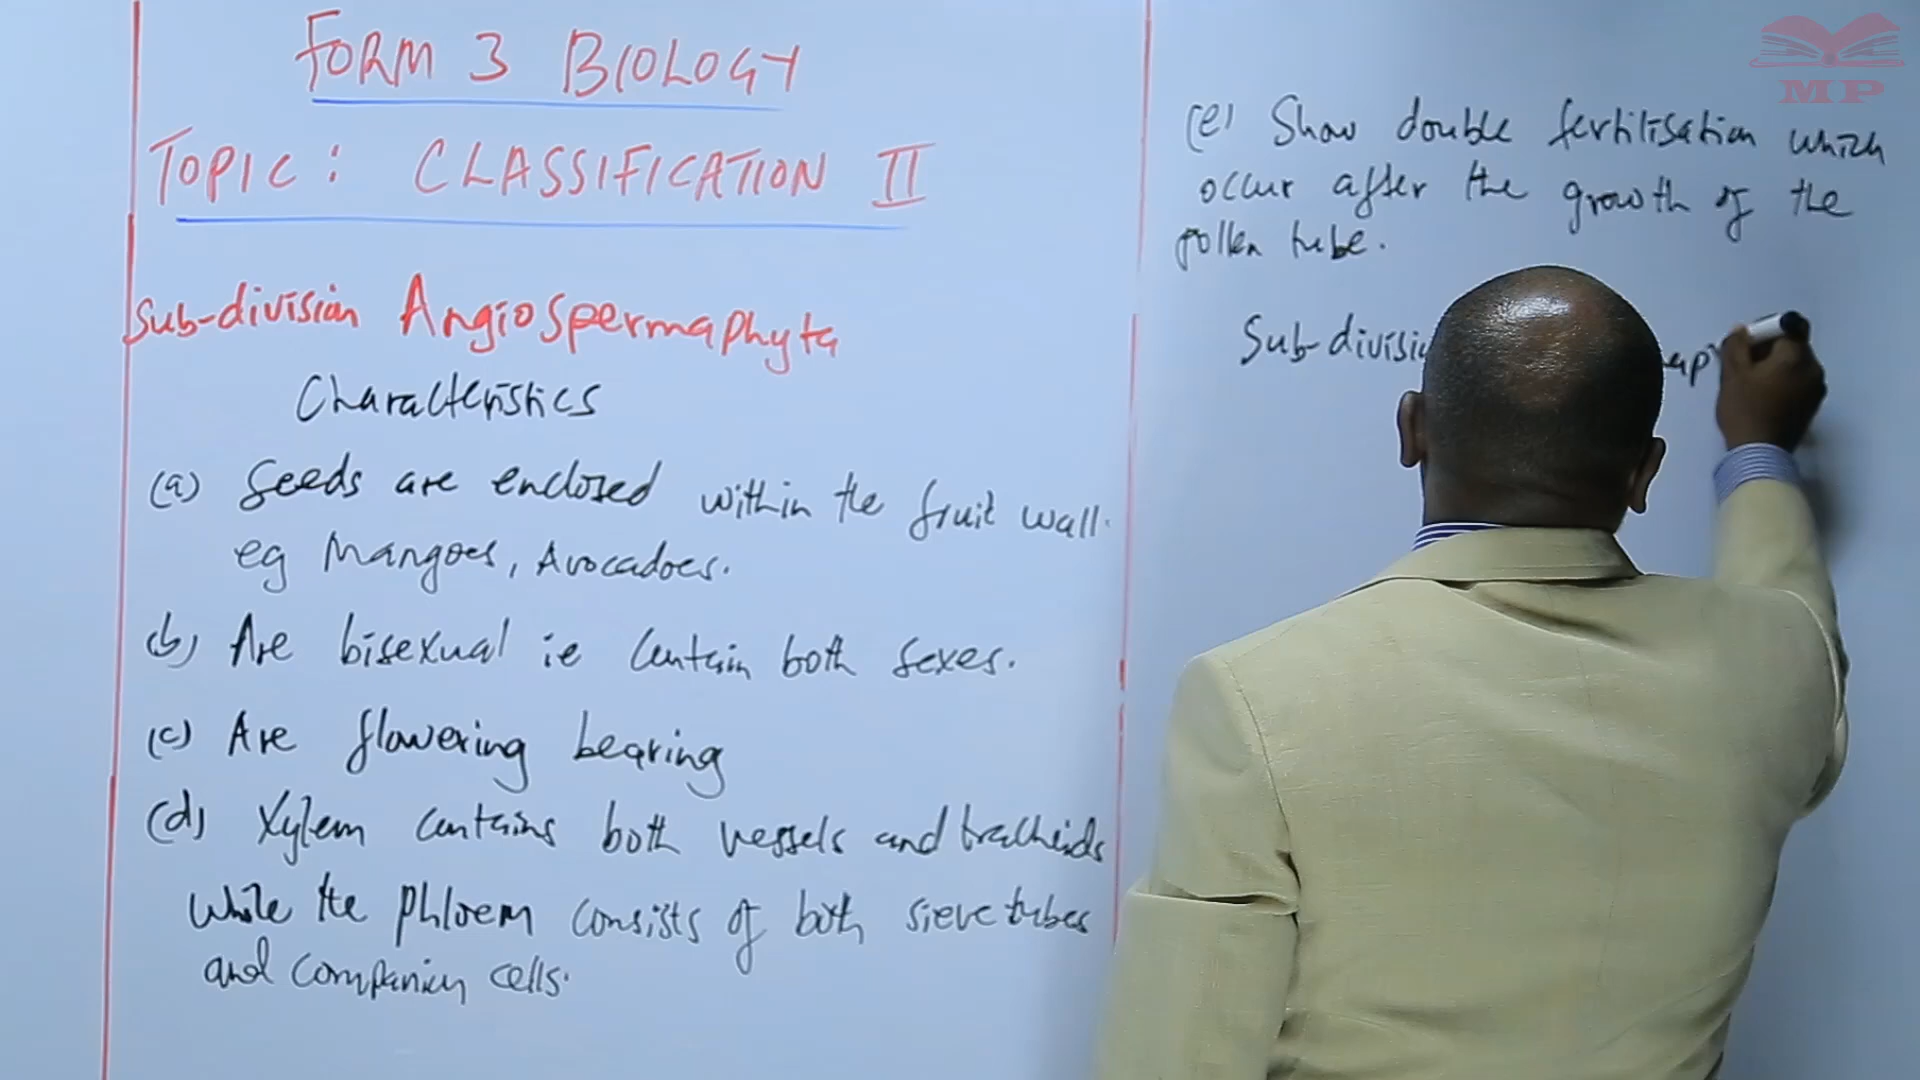 FORM 3 BIOLOGY
TOPIC: CLASSIFICATION II
Sub-division Angiospermaphyta
Characteristics
(a) Seeds are enclosed within the fruit wall.
eg Mangoes, Avocadoes.
(b) Are bisexual ie contain both sexes.
(c) Are flowering bearing
(d) Xylem contains both vessels and tracheids
while the phloem consists of both sieve tubes
and companion cells.
(e) Show double fertilisation which
occur after the growth of the
pollen tube.
Sub-divisi
MP